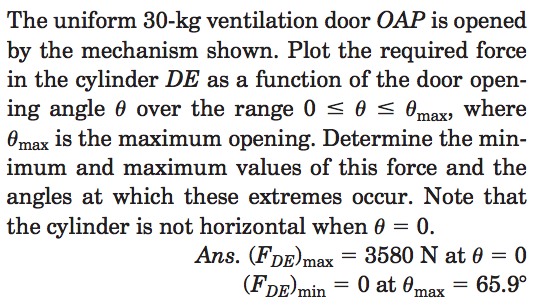 The uniform 30-kg ventilation door OAP is opened
by the mechanism shown. Plot the required force
in the cylinder DE as a function of the door open-
ing angle θ over the range 0 ≤ θ ≤ θmax, where
θmax is the maximum opening. Determine the min-
imum and maximum values of this force and the
angles at which these extremes occur. Note that
the cylinder is not horizontal when θ = 0.
Ans. (FDE)max = 3580 N at θ = 0
(FDE)min = 0 at θmax = 65.9°